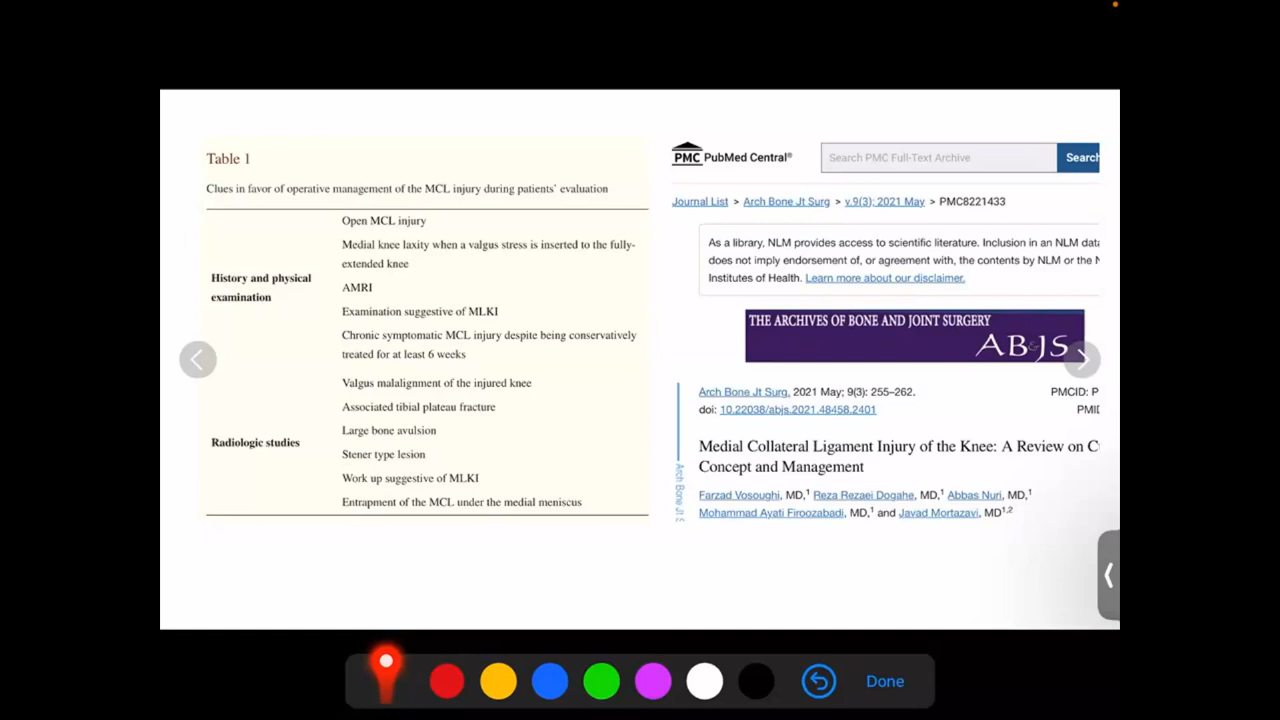 Table 1
Clues in favor of operative management of the MCL injury during patients' evaluation
History and physical
examination
Open MCL injury
Medial knee laxity when a valgus stress is inserted to the fully-
extended knee
AMRI
Examination suggestive of MLKI
Chronic symptomatic MCL injury despite being conservatively
treated for at least 6 weeks
Radiologic studies
Valgus malalignment of the injured knee
Associated tibial plateau fracture
Large bone avulsion
Stener type lesion
Work up suggestive of MLKI
Entrapment of the MCL under the medial meniscus
PMC PubMed Central®
Search PMC Full-Text Archive
Search
Journal List > Arch Bone Jt Surg > v.9(3); 2021 May > PMC8221433
As a library, NLM provides access to scientific literature. Inclusion in an NLM data
does not imply endorsement of, or agreement with, the contents by NLM or the N
Institutes of Health. Learn more about our disclaimer.
THE ARCHIVES OF BONE AND JOINT SURGERY
AB&JS
Arch Bone Jt Surg. 2021 May; 9(3): 255–262.
PMCID: P
doi: 10.22038/abjs.2021.48458.2401
PMID
Medial Collateral Ligament Injury of the Knee: A Review on C
Concept and Management
Farzad Vosoughi, MD,1 Reza Rezaei Dogahe, MD,1 Abbas Nuri, MD,1
Mohammad Ayati Firoozabadi, MD,1 and Javad Mortazavi, MD1,2
Arch Bone Jt S
Done